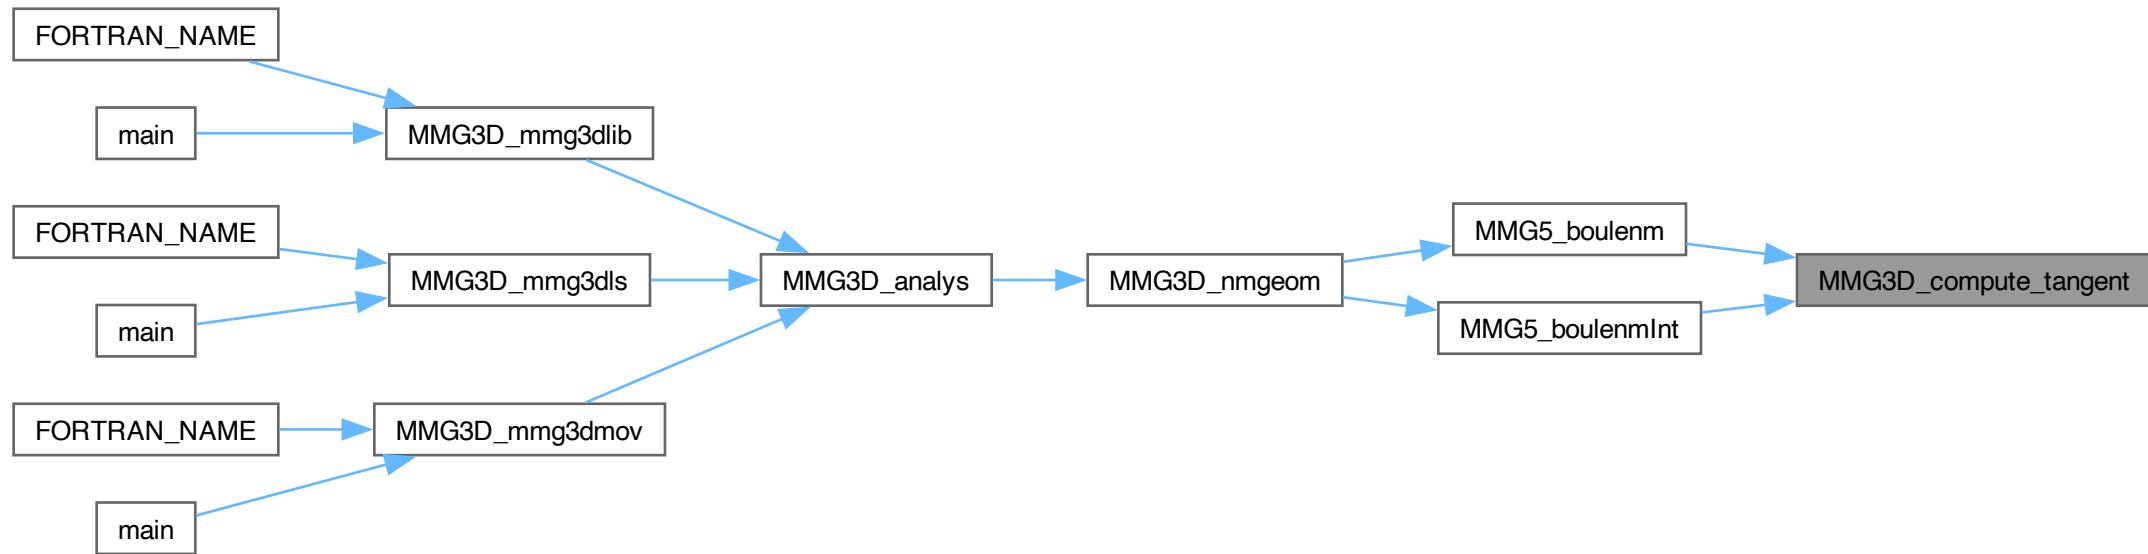 FORTRAN_NAME
main
MMG3D_mmg3dlib
FORTRAN_NAME
main
MMG3D_mmg3dls
FORTRAN_NAME
main
MMG3D_mmg3dmov
MMG3D_analys
MMG3D_nmgeom
MMG5_boulenm
MMG5_boulenmInt
MMG3D_compute_tangent